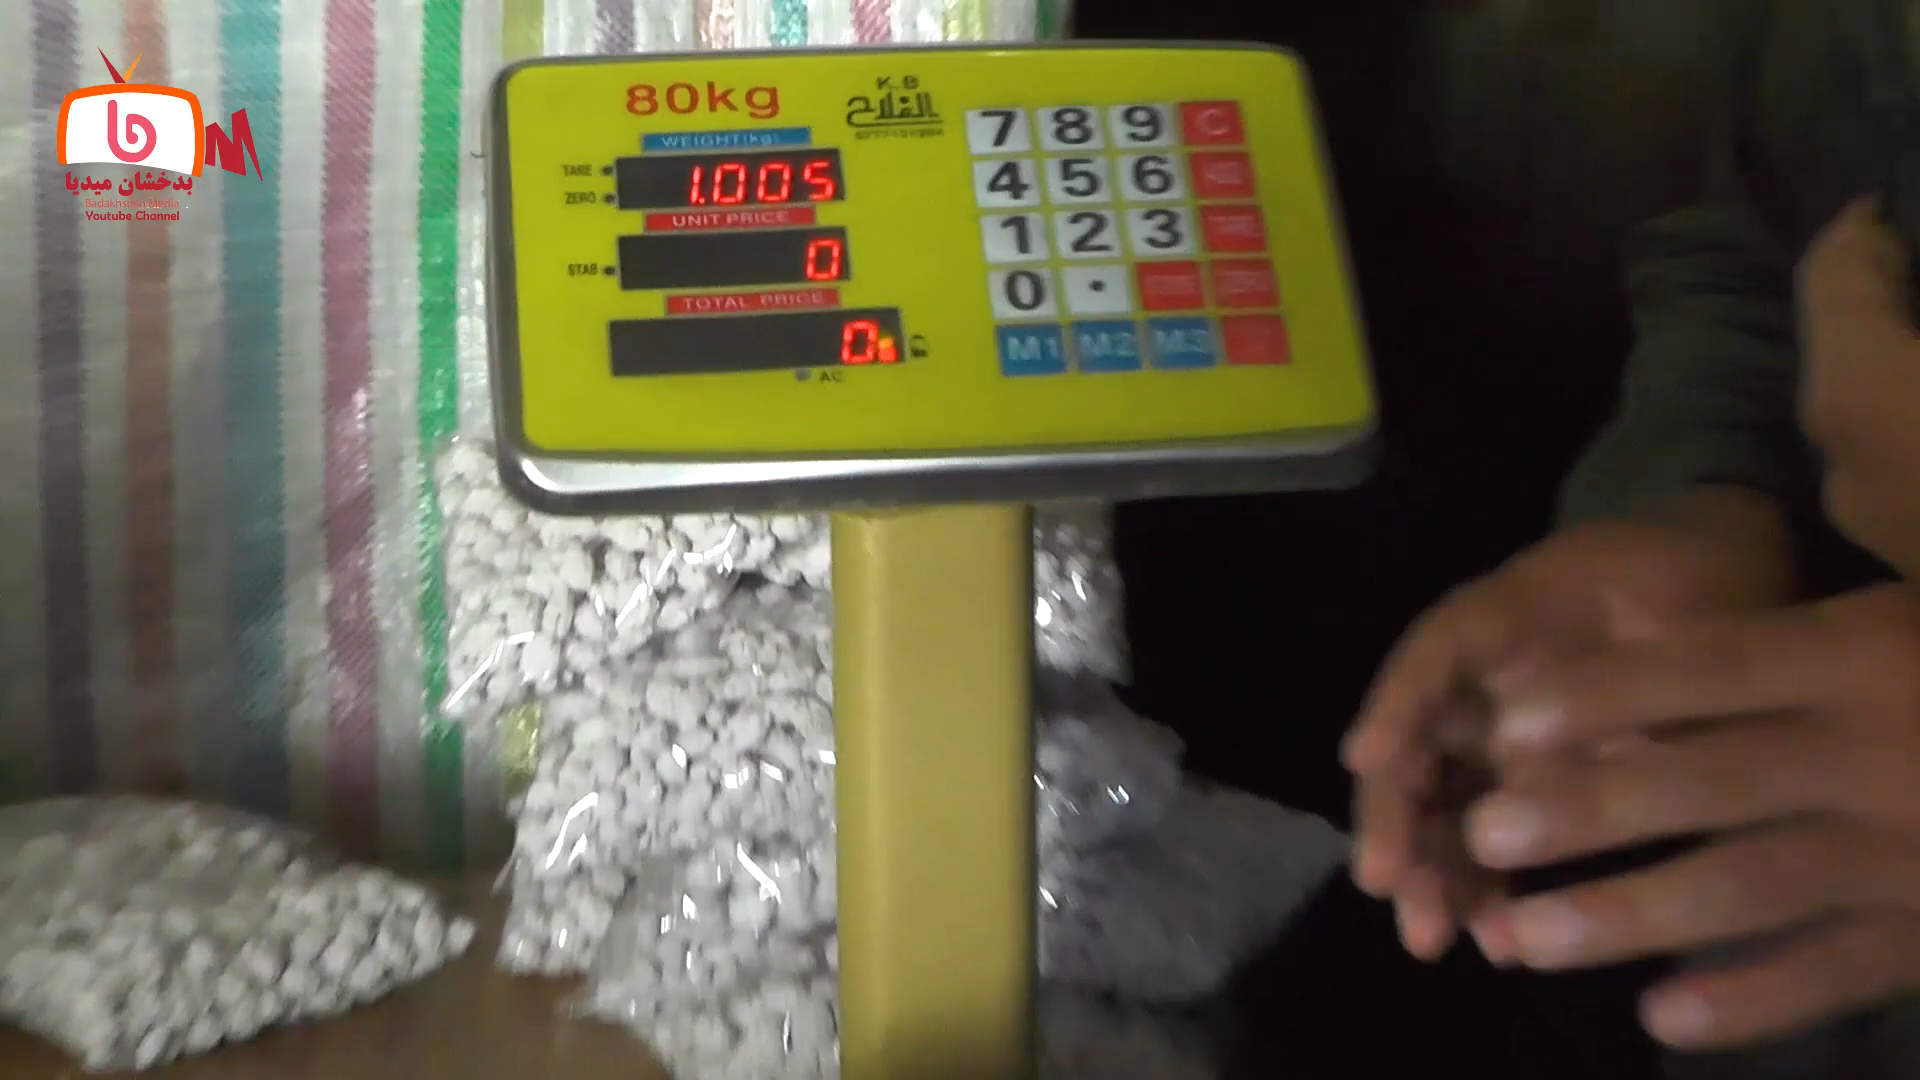 بدخشان میدیا
Badakhshan Media
Youtube Channel
80kg
K.B
الفلاح
WEIGHT(kg)
TARE
ZERO
1.005
UNIT PRICE
STAB
0
TOTAL PRICE
0
AC
7 8 9 C
4 5 6
1 2 3
0 .
M1 M2 M3